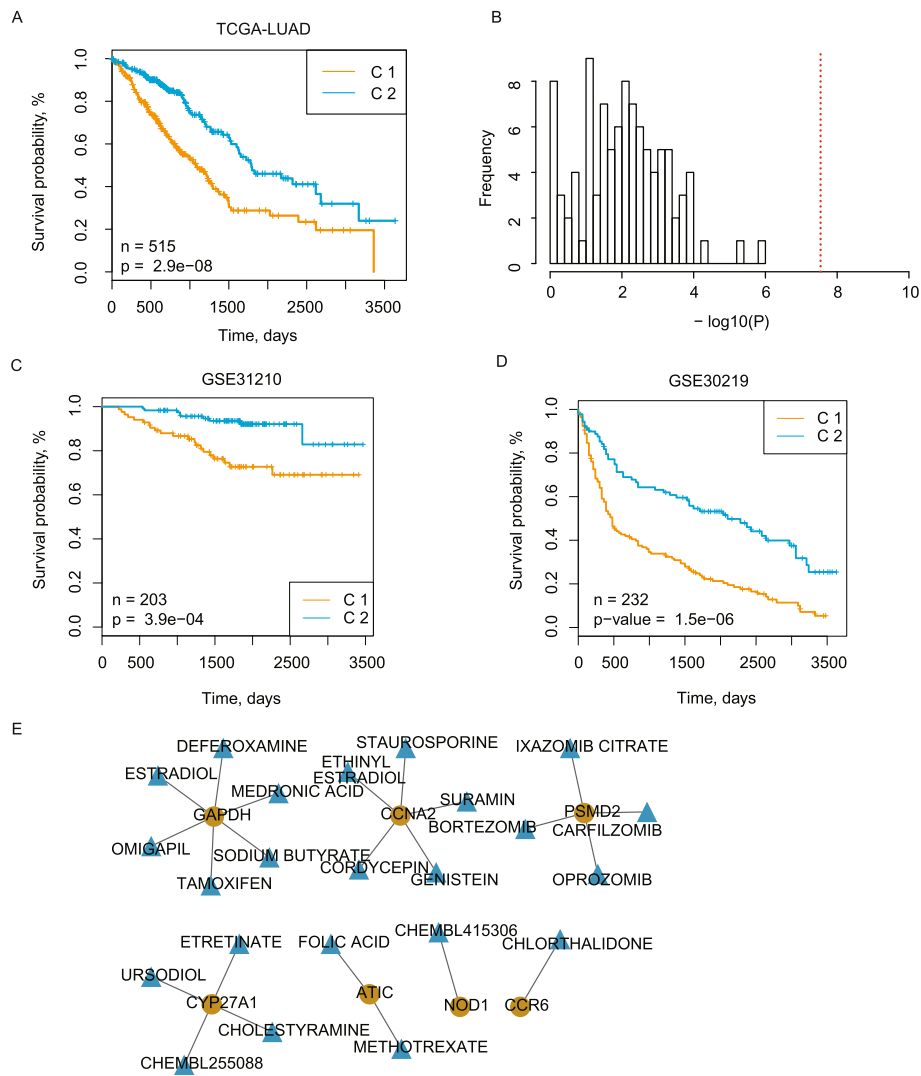 A
TCGA-LUAD
Survival probability, %
1.0
0.8
0.6
0.4
0.2
0.0
C 1
C 2
n = 515
p = 2.9e−08
0 500 1500 2500 3500
Time, days
B
Frequency
8
6
4
2
0
0 2 4 6 8 10
− log10(P)
C
GSE31210
Survival probability, %
1.0
0.8
0.6
0.4
0.2
0.0
n = 203
p = 3.9e−04
C 1
C 2
0 500 1500 2500 3500
Time, days
D
GSE30219
Survival probability, %
1.0
0.8
0.6
0.4
0.2
0.0
C 1
C 2
n = 232
p−value = 1.5e−06
0 500 1500 2500 3500
Time, days
E
DEFEROXAMINE
ESTRADIOL
MEDRONIC ACID
GAPDH
OMIGAPIL
SODIUM BUTYRATE
TAMOXIFEN
STAUROSPORINE
ETHINYL
ESTRADIOL
SURAMIN
CCNA2
CORDYCEPIN
GENISTEIN
IXAZOMIB CITRATE
PSMD2
BORTEZOMIB
CARFILZOMIB
OPROZOMIB
ETRETINATE
URSODIOL
CYP27A1
CHOLESTYRAMINE
CHEMBL255088
FOLIC ACID
ATIC
METHOTREXATE
CHEMBL415306
NOD1
CHLORTHALIDONE
CCR6